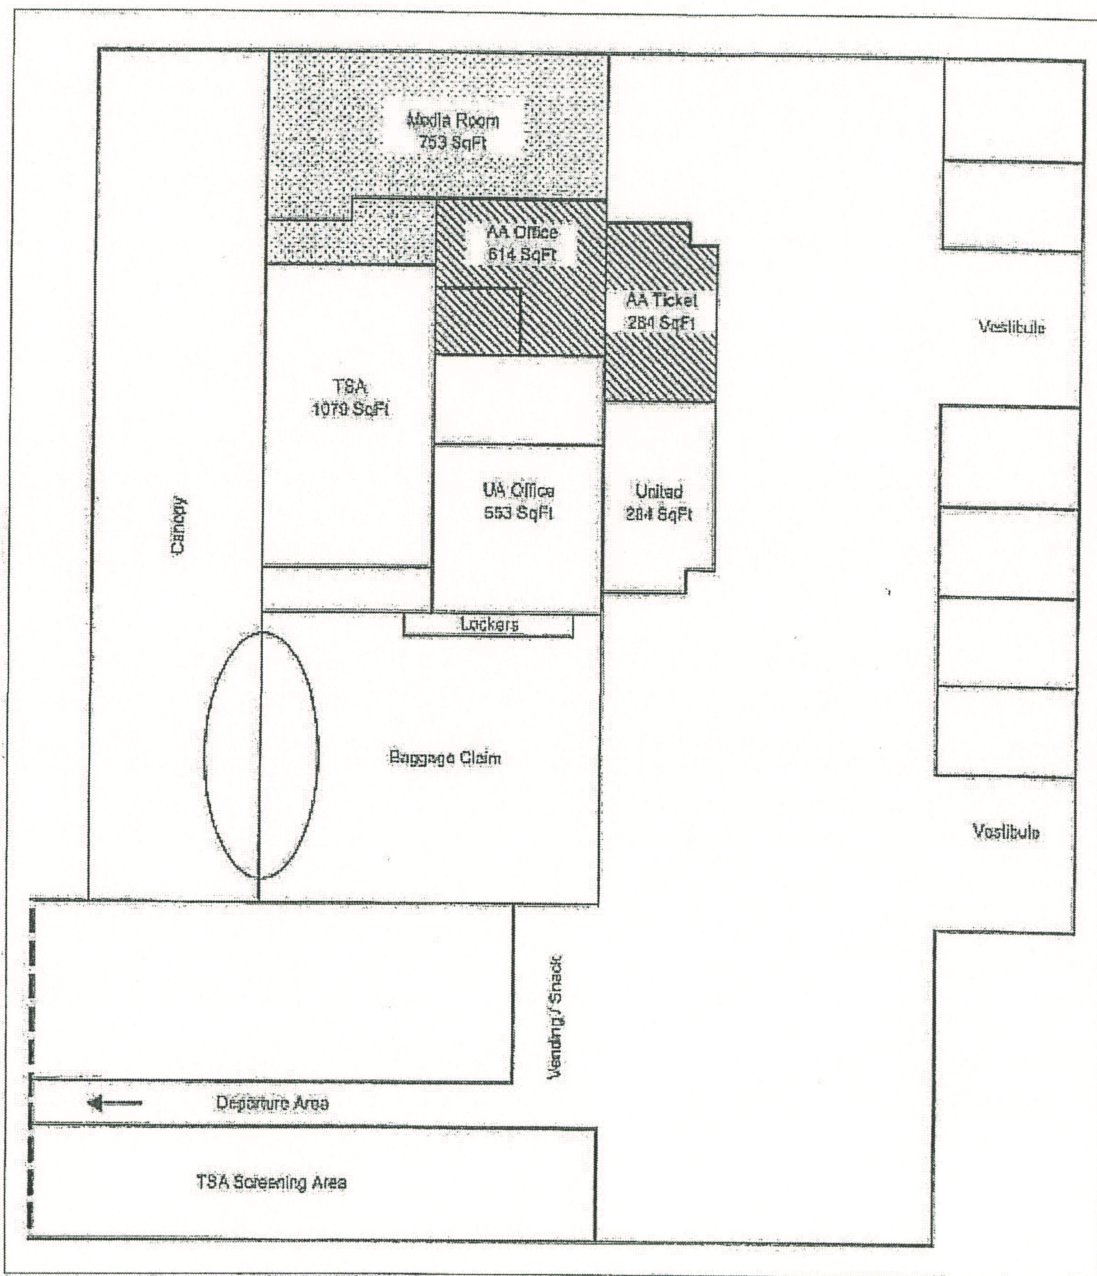 Media Room
753 SqFt
AA Office
614 SqFt
AA Ticket
284 SqFt
Vestibule
TSA
1079 SqFt
UA Office
553 SqFt
United
284 SqFt
Canopy
Lockers
Baggage Claim
Vestibule
Vending / Snack
Departure Area
TSA Screening Area